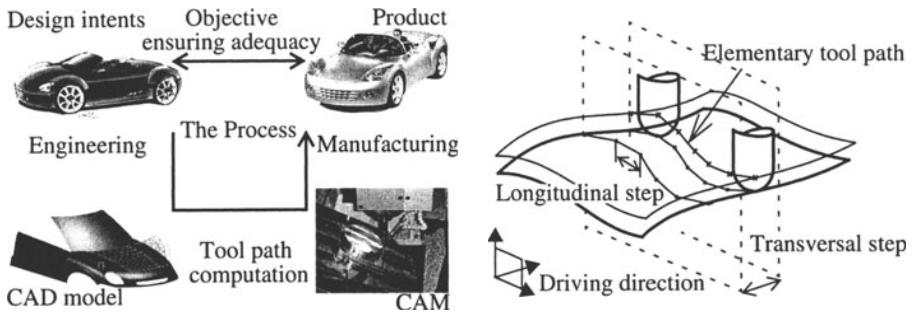 Design intents
Objective
ensuring adequacy
Product
Engineering
The Process
Manufacturing
CAD model
Tool path
computation
CAM
Elementary tool path
Longitudinal step
Transversal step
Driving direction